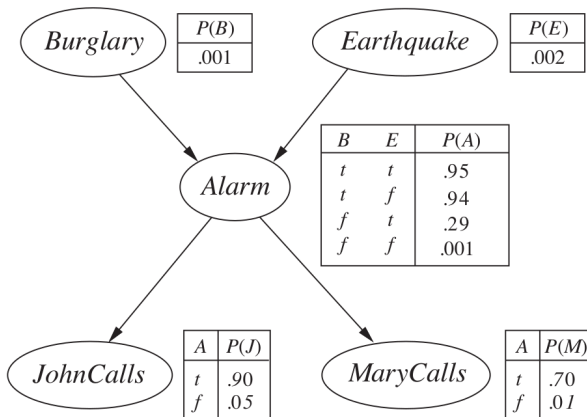 Burglary
P(B)
.001
Earthquake
P(E)
.002
Alarm
B E P(A)
t t .95
t f .94
f t .29
f f .001
JohnCalls
A P(J)
t .90
f .05
MaryCalls
A P(M)
t .70
f .01